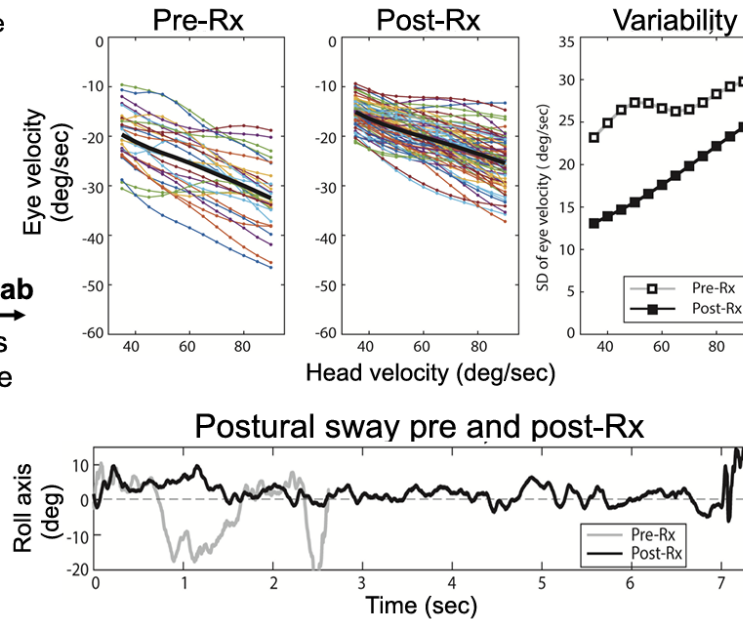 e
Pre-Rx
Post-Rx
Variability
Eye velocity
(deg/sec)
0
-10
-20
-30
-40
-50
-60
40
60
80
0
-10
-20
-30
-40
-50
-60
40
60
80
SD of eye velocity (deg/sec)
35
30
25
20
15
10
5
0
40
60
80
Pre-Rx
Post-Rx
ab
s
e
Head velocity (deg/sec)
Postural sway pre and post-Rx
Roll axis
(deg)
10
0
-10
-20
0
1
2
3
4
5
6
7
Pre-Rx
Post-Rx
Time (sec)